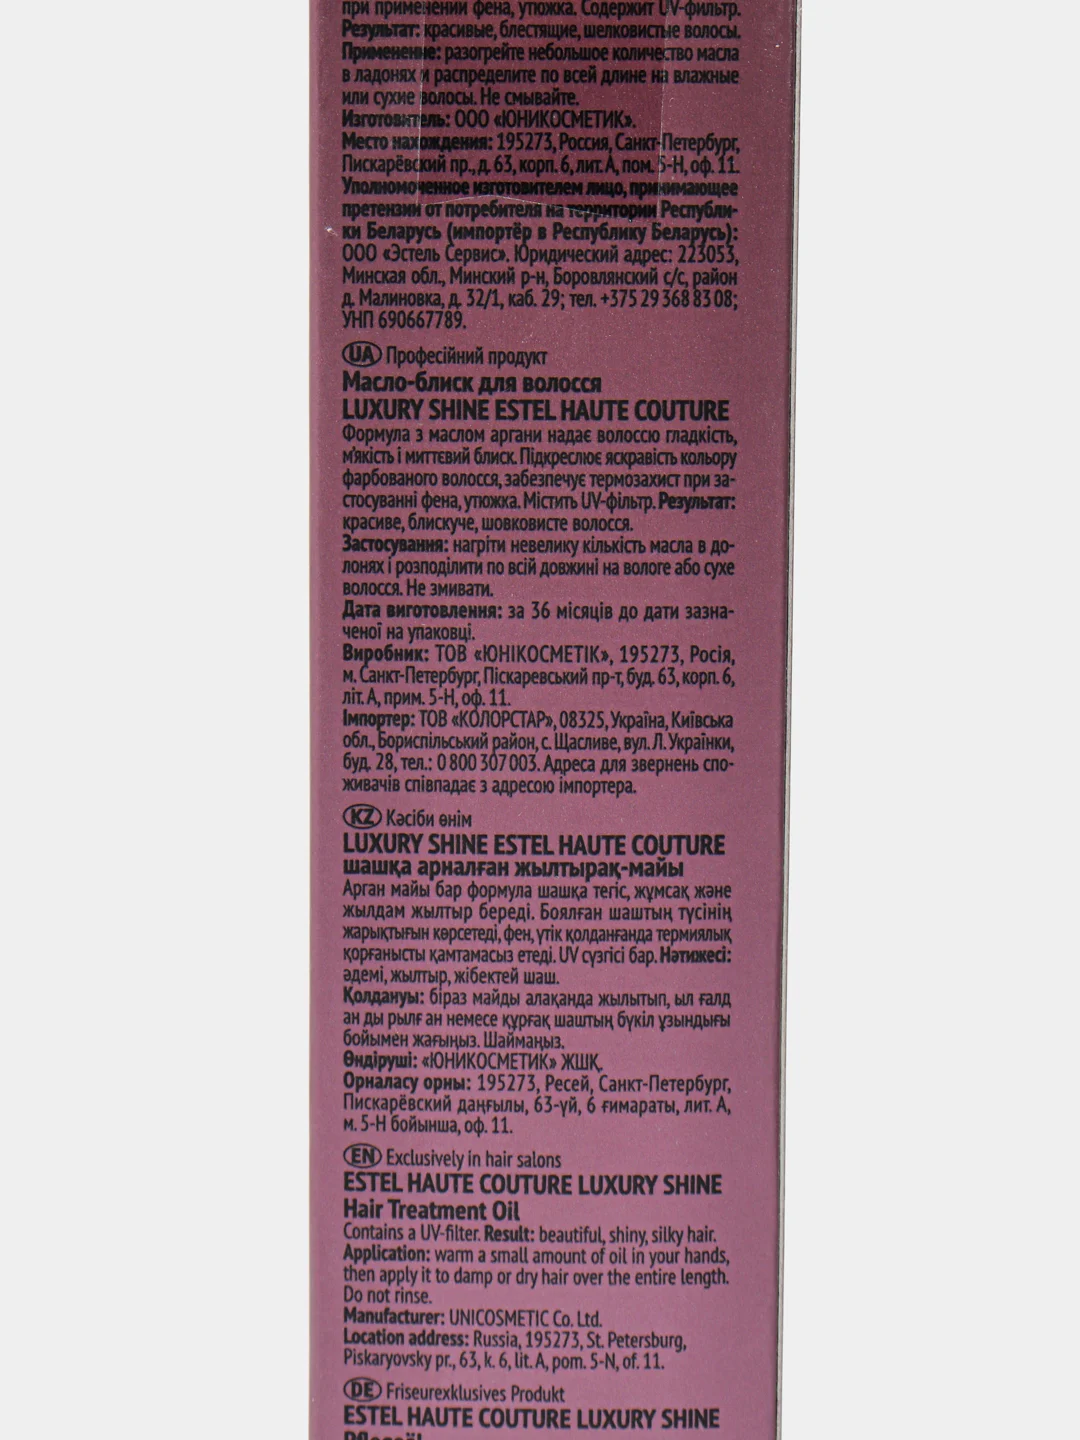 при применении фена, утюжка. Содержит UV-фильтр.
Результат: красивые, блестящие, шелковистые волосы.
Применение: разогрейте небольшое количество масла
в ладонях и распределите по всей длине на влажные
или сухие волосы. Не смывайте.
Изготовитель: ООО «ЮНИКОСМЕТИК».
Место нахождения: 195273, Россия, Санкт-Петербург,
Пискарёвский пр., д. 63, корп. 6, лит. А, пом. 5-Н, оф. 11.
Уполномоченное изготовителем лицо, принимающее
претензии от потребителя на территории Республи-
ки Беларусь (импортёр в Республику Беларусь):
ООО «Эстель Сервис». Юридический адрес: 223053,
Минская обл., Минский р-н, Боровлянский с/с, район
д. Малиновка, д. 32/1, каб. 29; тел. +375 29 368 83 08;
УНП 690667789.
UA Професійний продукт
Масло-блиск для волосся
LUXURY SHINE ESTEL HAUTE COUTURE
Формула з маслом аргани надає волоссю гладкість,
м'якість і миттєвий блиск. Підкреслює яскравість кольору
фарбованого волосся, забезпечує термозахист при за-
стосуванні фена, утюжка. Містить UV-фільтр. Результат:
красиве, блискуче, шовковисте волосся.
Застосування: нагріти невелику кількість масла в до-
лонях і розподілити по всій довжині на вологе або сухе
волосся. Не змивати.
Дата виготовлення: за 36 місяців до дати зазна-
ченої на упаковці.
Виробник: ТОВ «ЮНІКОСМЕТІК», 195273, Росія,
м. Санкт-Петербург, Піскаревський пр-т, буд. 63, корп. 6,
літ. А, прим. 5-Н, оф. 11.
Імпортер: ТОВ «КОЛОРСТАР», 08325, Україна, Київська
обл., Бориспільський район, с. Щасливе, вул. Л. Українки,
буд. 28, тел.: 0 800 307 003. Адреса для звернень спо-
живачів співпадає з адресою імпортера.
KZ Кәсіби өнім
LUXURY SHINE ESTEL HAUTE COUTURE
шашқа арналған жылтырақ-майы
Арган майы бар формула шашқа тегіс, жұмсақ және
жылдам жылтыр береді. Боялған шаштың түсінің
жарықтығын көрсетеді, фен, үтік қолданғанда термиялық
қорғанысты қамтамасыз етеді. UV сүзгісі бар. Нәтижесі:
әдемі, жылтыр, жібектей шаш.
Қолдануы: біраз майды алақанда жылытып, ыл ғалд
ан ды рылғ ан немесе құрғақ шаштың бүкіл ұзындығы
бойымен жағыңыз. Шаймаңыз.
Өндіруші: «ЮНИКОСМЕТИК» ЖШҚ.
Орналасу орны: 195273, Ресей, Санкт-Петербург,
Пискарёвский даңғылы, 63-үй, 6 ғимараты, лит. А,
м. 5-Н бойынша, оф. 11.
EN Exclusively in hair salons
ESTEL HAUTE COUTURE LUXURY SHINE
Hair Treatment Oil
Contains a UV-filter. Result: beautiful, shiny, silky hair.
Application: warm a small amount of oil in your hands,
then apply it to damp or dry hair over the entire length.
Do not rinse.
Manufacturer: UNICOSMETIC Co. Ltd.
Location address: Russia, 195273, St. Petersburg,
Piskaryovsky pr., 63, k. 6, lit. A, pom. 5-N, of. 11.
DE Friseurexklusives Produkt
ESTEL HAUTE COUTURE LUXURY SHINE